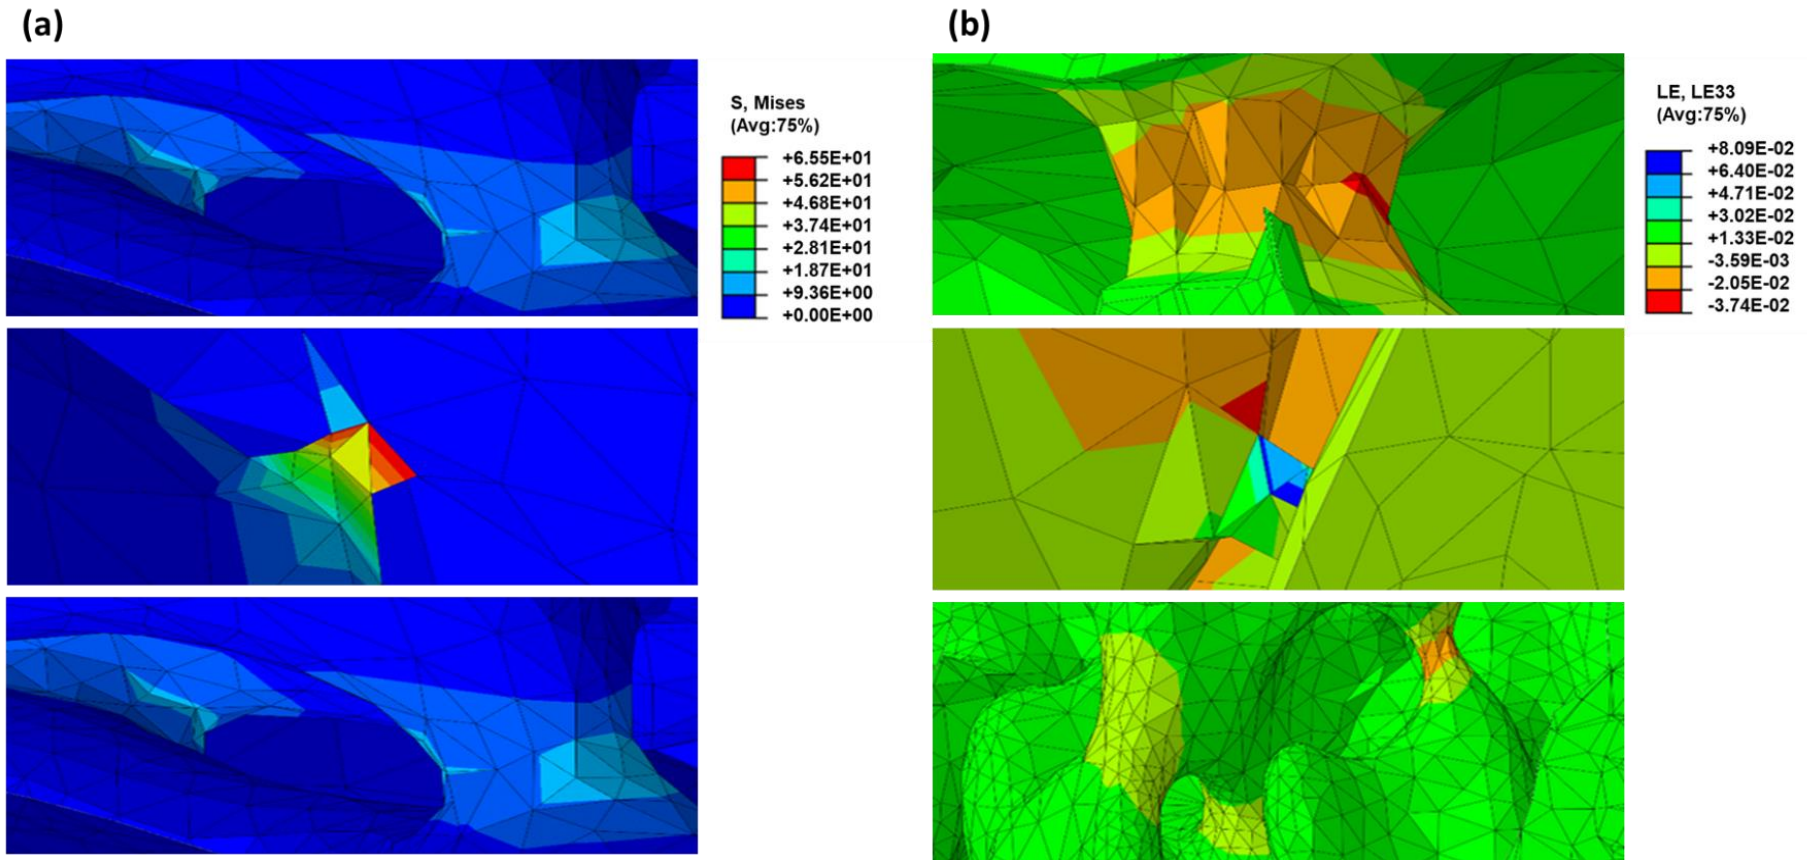 (a)
S, Mises
(Avg:75%)
+6.55E+01
+5.62E+01
+4.68E+01
+3.74E+01
+2.81E+01
+1.87E+01
+9.36E+00
+0.00E+00
(b)
LE, LE33
(Avg:75%)
+8.09E-02
+6.40E-02
+4.71E-02
+3.02E-02
+1.33E-02
-3.59E-03
-2.05E-02
-3.74E-02